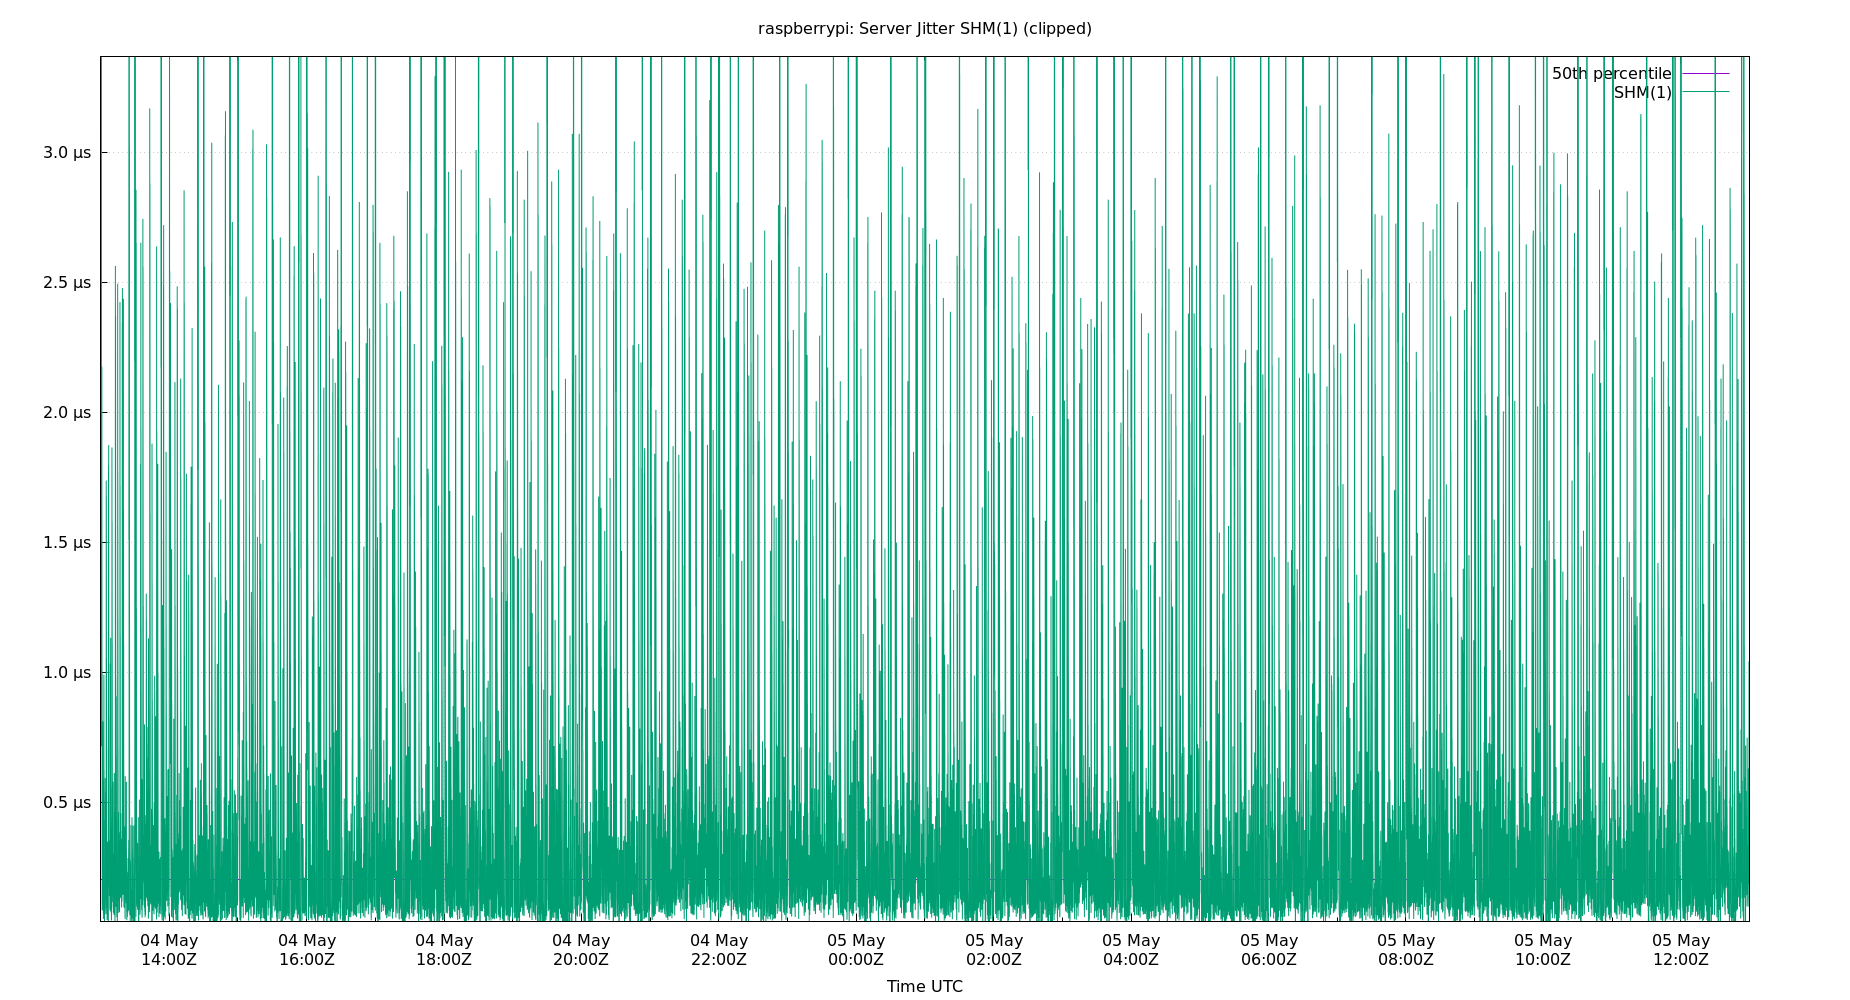 raspberrypi: Server Jitter SHM(1) (clipped)
50th percentile
SHM(1)
3.0 µs
2.5 µs
2.0 µs
1.5 µs
1.0 µs
0.5 µs
04 May 04 May 04 May 04 May 04 May 05 May 05 May 05 May 05 May 05 May 05 May 05 May
14:00Z 16:00Z 18:00Z 20:00Z 22:00Z 00:00Z 02:00Z 04:00Z 06:00Z 08:00Z 10:00Z 12:00Z
Time UTC